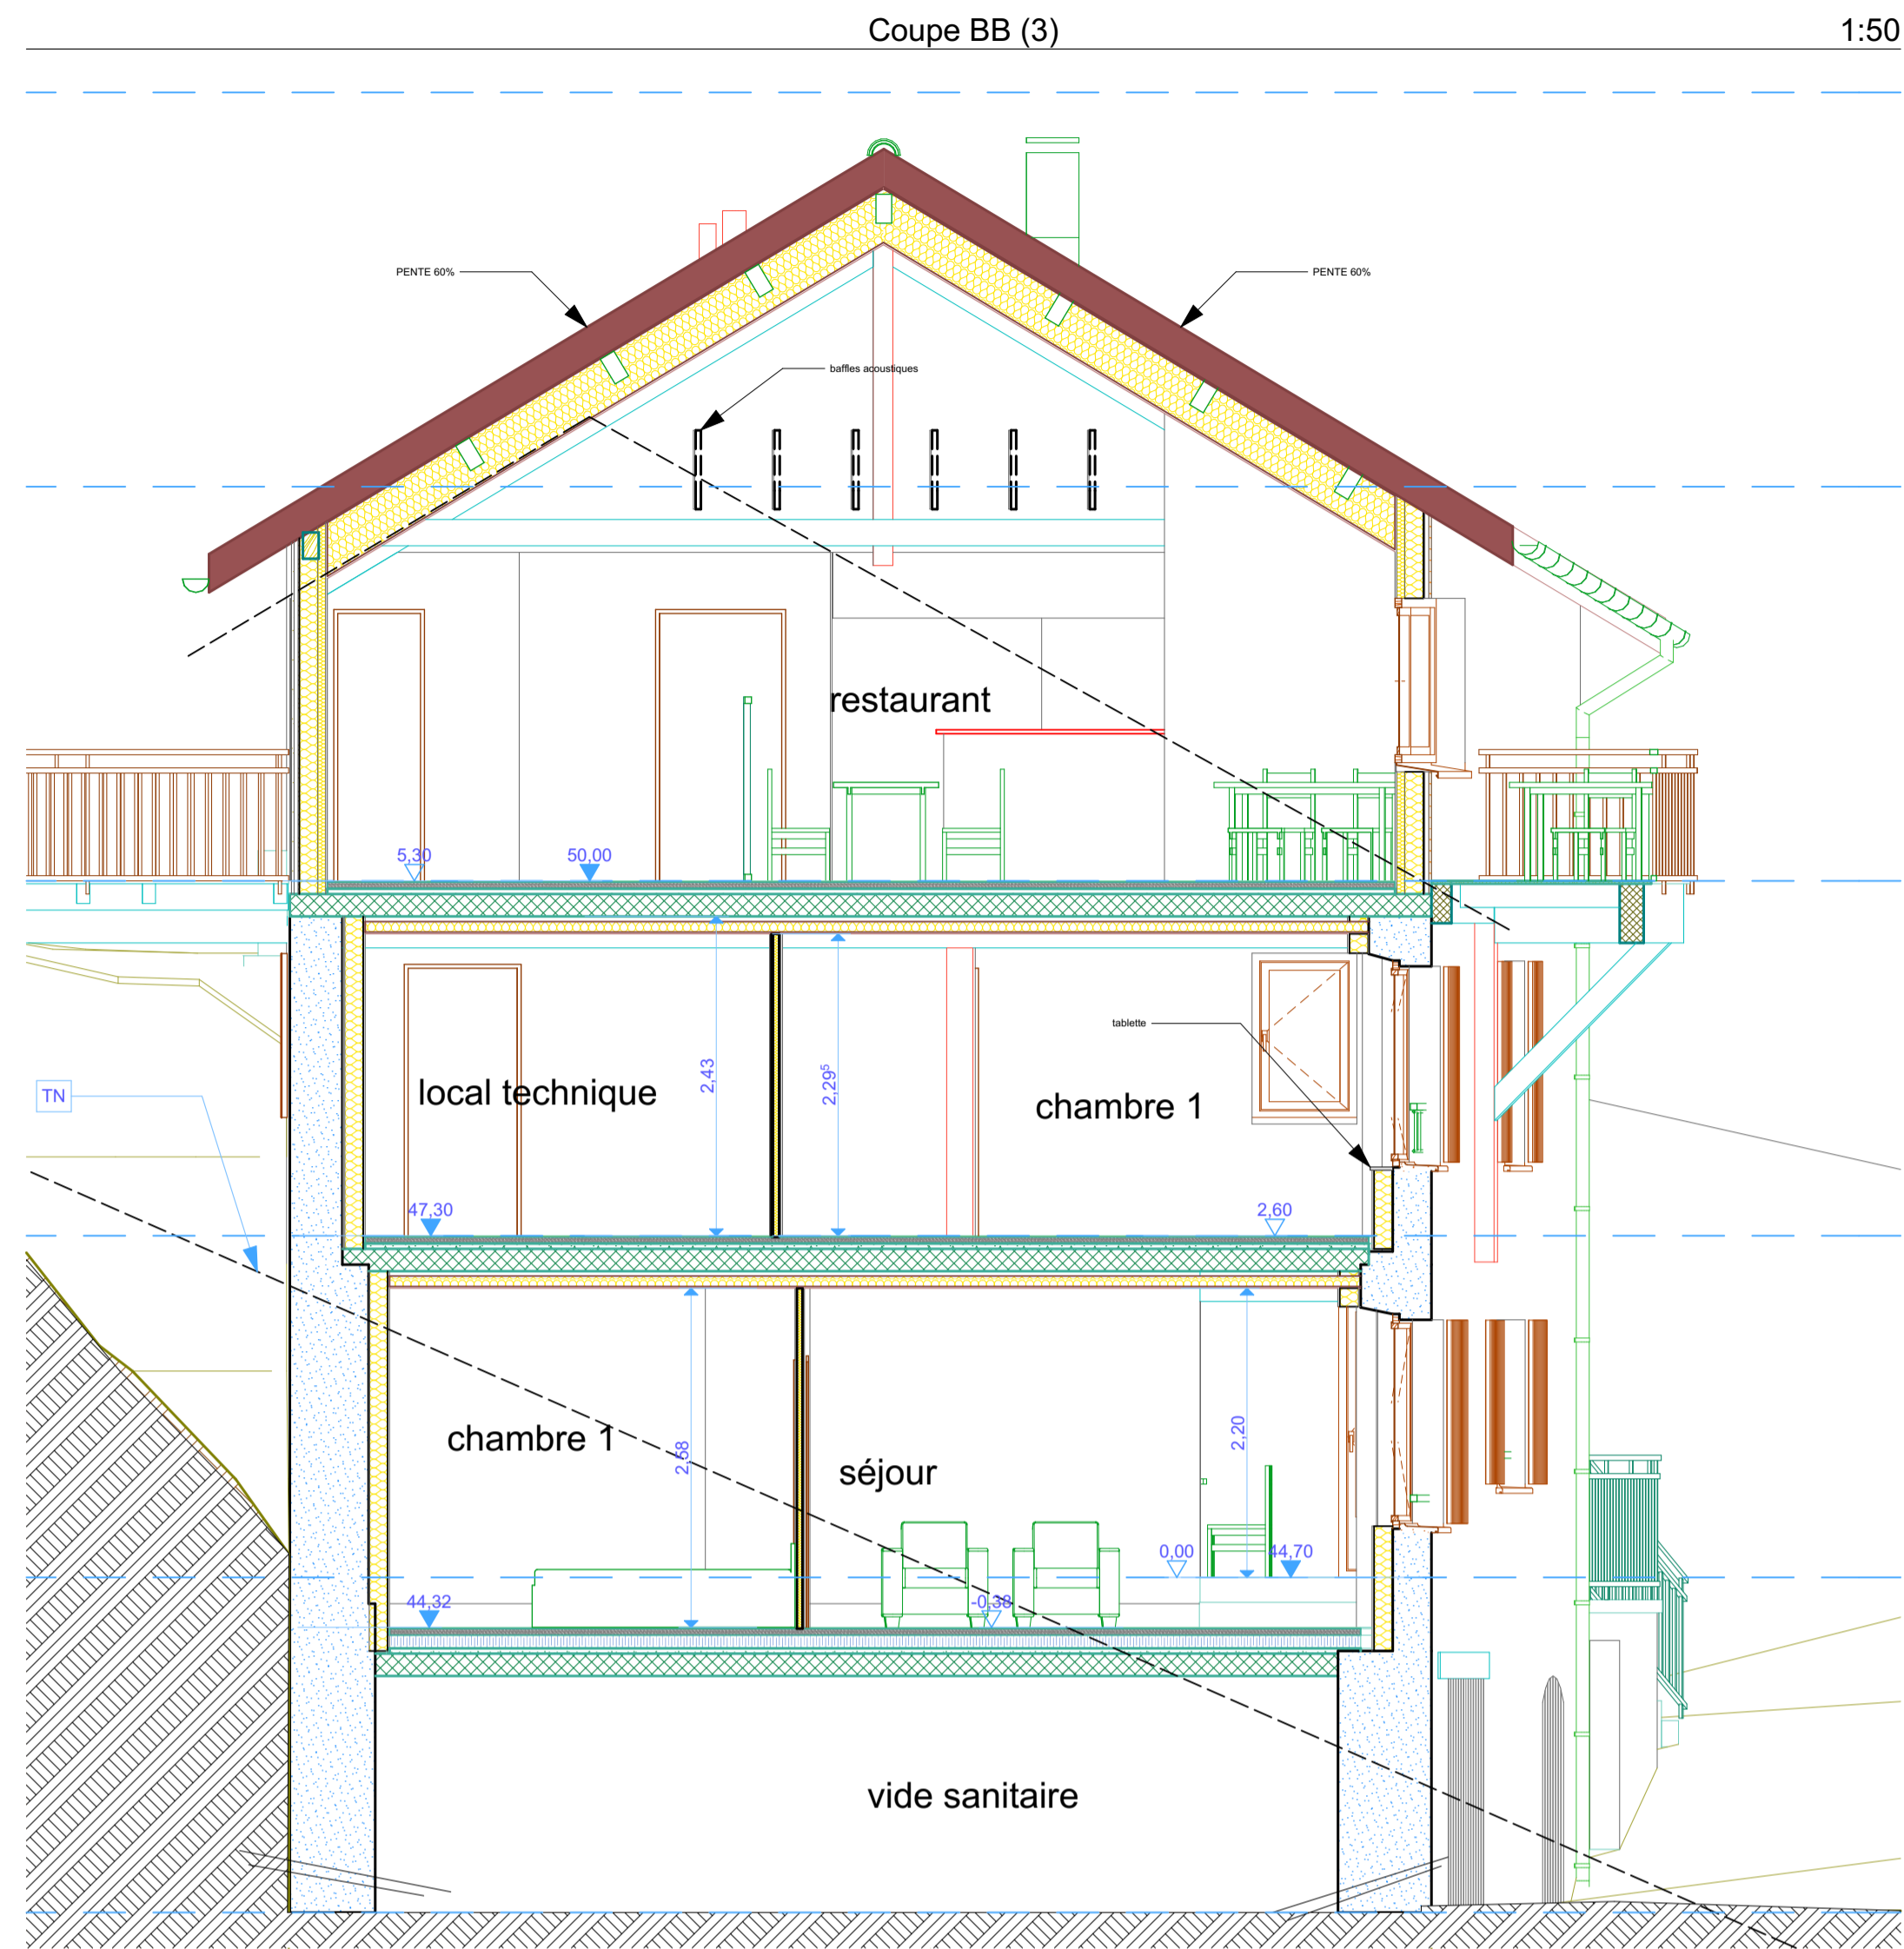 Coupe BB (3)
1:50
PENTE 60%
PENTE 60%
baffles acoustiques
restaurant
5,30
50,00
2,43
2,29⁵
tablette
local technique
chambre 1
TN
47,30
2,60
chambre 1
2,58
séjour
2,20
0,00
44,70
44,32
-0,38
vide sanitaire